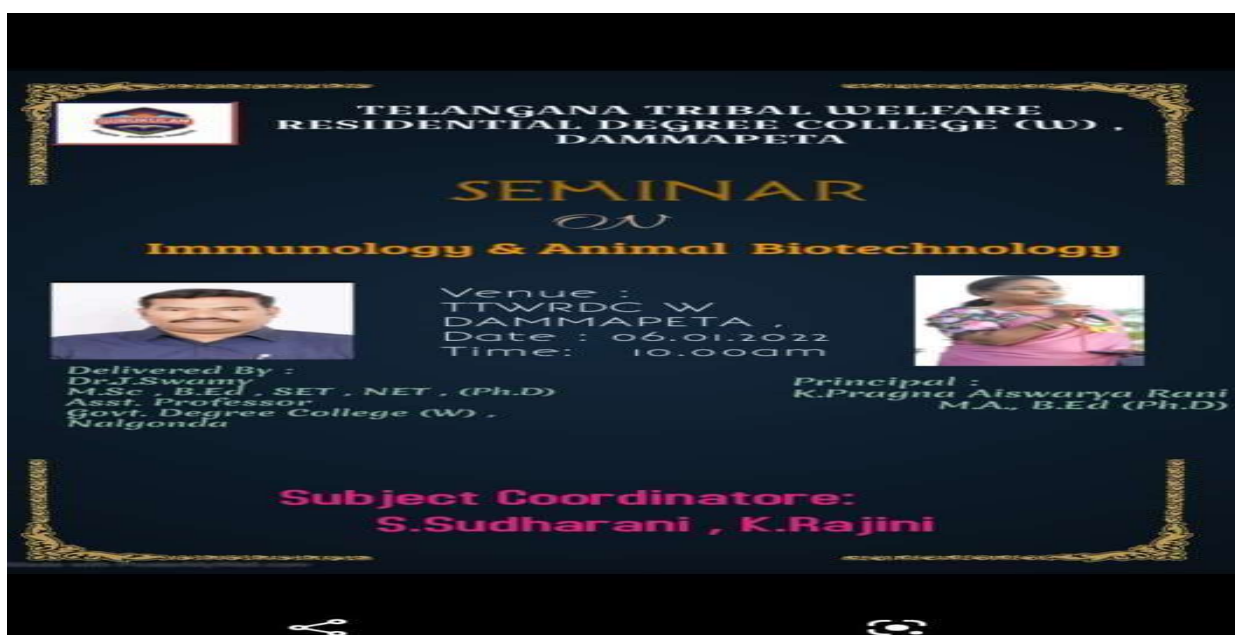 GURUKULAM
TELANGANA TRIBAL WELFARE
RESIDENTIAL DEGREE COLLEGE (W) ,
DAMMAPETA
SEMINAR
ON
Immunology & Animal Biotechnology
Venue :
TTWRDC W
DAMMAPETA ,
Date : 06.01.2022
Time: 10.00am
Delivered By :
Dr.J.Swamy
M.Sc , B.Ed , SET , NET , (Ph.D)
Asst. Professor
Govt. Degree College (W) ,
Nalgonda
Principal :
K.Pragna Aiswarya Rani
M.A., B.Ed (Ph.D)
Subject Coordinatore:
S.Sudharani , K.Rajini